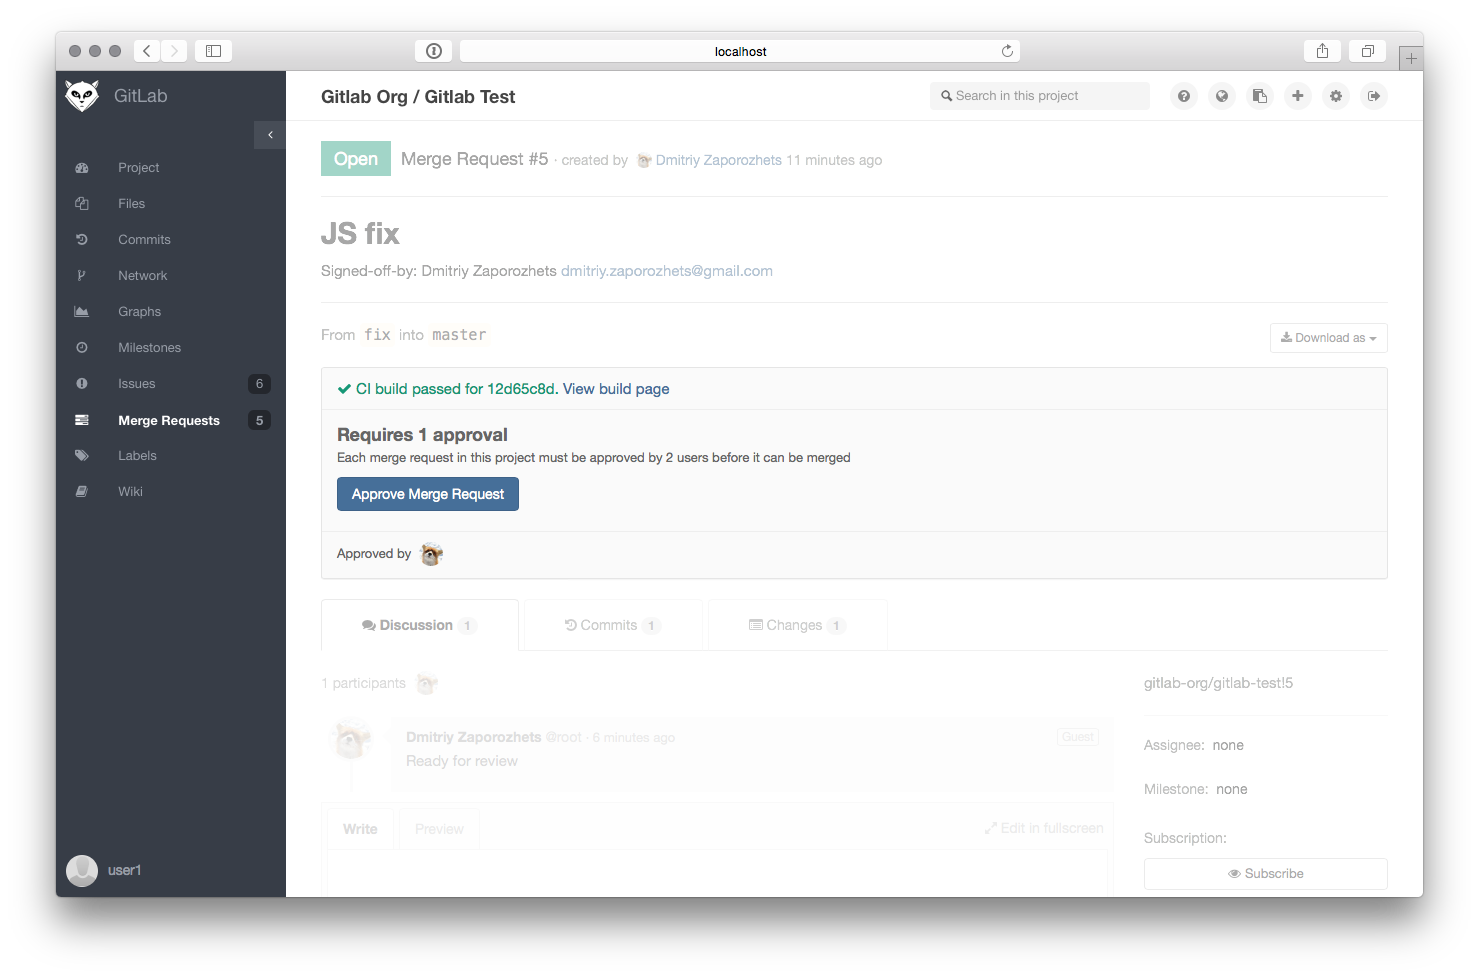 localhost
GitLab
Gitlab Org / Gitlab Test
Search in this project
Project
Files
Commits
Network
Graphs
Milestones
Issues 6
Merge Requests 5
Labels
Wiki
user1
Open Merge Request #5 · created by Dmitriy Zaporozhets 11 minutes ago
JS fix
Signed-off-by: Dmitriy Zaporozhets dmitriy.zaporozhets@gmail.com
From fix into master
Download as
CI build passed for 12d65c8d. View build page
Requires 1 approval
Each merge request in this project must be approved by 2 users before it can be merged
Approve Merge Request
Approved by
Discussion 1
Commits 1
Changes 1
1 participants
Dmitriy Zaporozhets @root · 6 minutes ago
Guest
Ready for review
Write
Preview
Edit in fullscreen
gitlab-org/gitlab-test!5
Assignee: none
Milestone: none
Subscription:
Subscribe